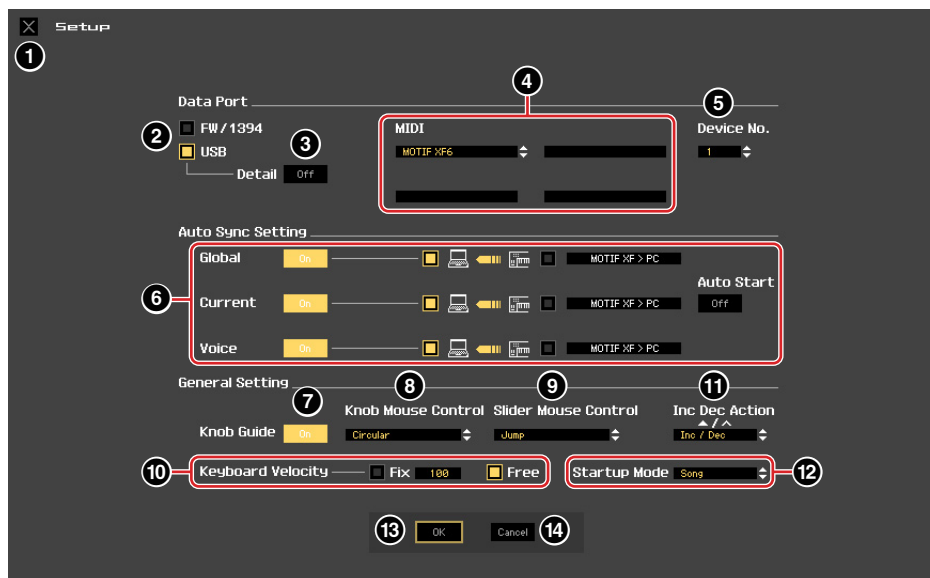 Setup
1
4
Data Port
5
2
FW/1394
3
MIDI
Device No.
USB
MOTIF XF6
1
Detail
Off
Auto Sync Setting
Global
On
MOTIF XF > PC
Auto Start
6
Current
On
MOTIF XF > PC
Off
Voice
On
MOTIF XF > PC
General Setting
7
8
9
11
Knob Mouse Control
Slider Mouse Control
Inc Dec Action
/
Knob Guide
On
Circular
Jump
Inc / Dec
10
Keyboard Velocity
Fix
100
Free
Startup Mode
Song
12
13
OK
Cancel
14